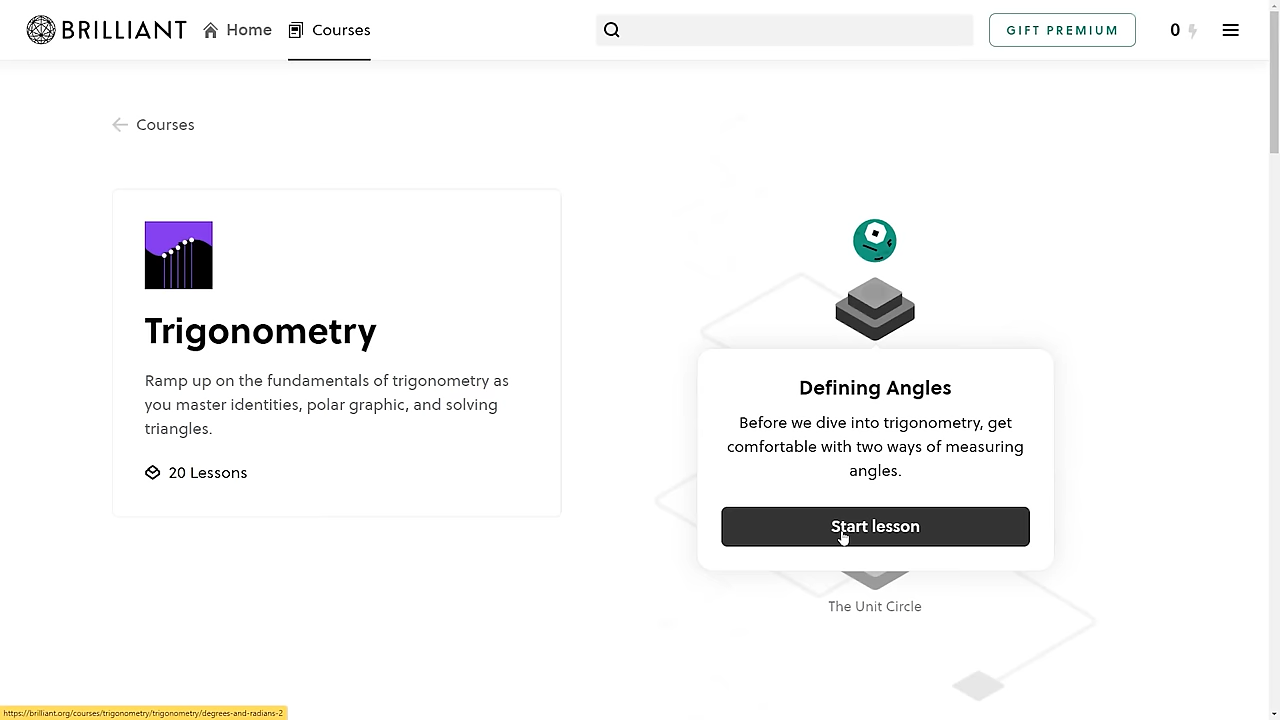 BRILLIANT Home Courses GIFT PREMIUM 0
Courses
Trigonometry
Ramp up on the fundamentals of trigonometry as
you master identities, polar graphic, and solving
triangles.
20 Lessons
Defining Angles
Before we dive into trigonometry, get
comfortable with two ways of measuring
angles.
Start lesson
The Unit Circle
https://brilliant.org/courses/trigonometry/trigonometry/degrees-and-radians-2